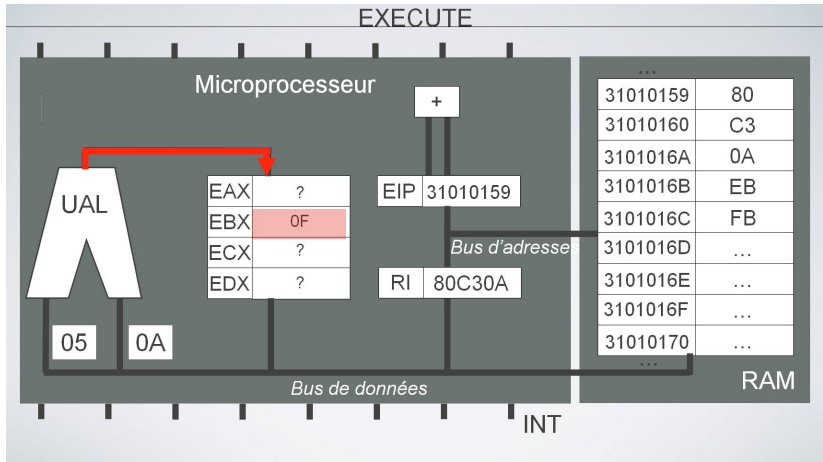 EXECUTE
Microprocesseur
+
UAL
EAX ?
EBX 0F
ECX ?
EDX ?
EIP 31010159
Bus d'adresses
RI 80C30A
05 0A
Bus de données
INT
...
31010159 80
31010160 C3
3101016A 0A
3101016B EB
3101016C FB
3101016D ...
3101016E ...
3101016F ...
31010170 ...
...
RAM